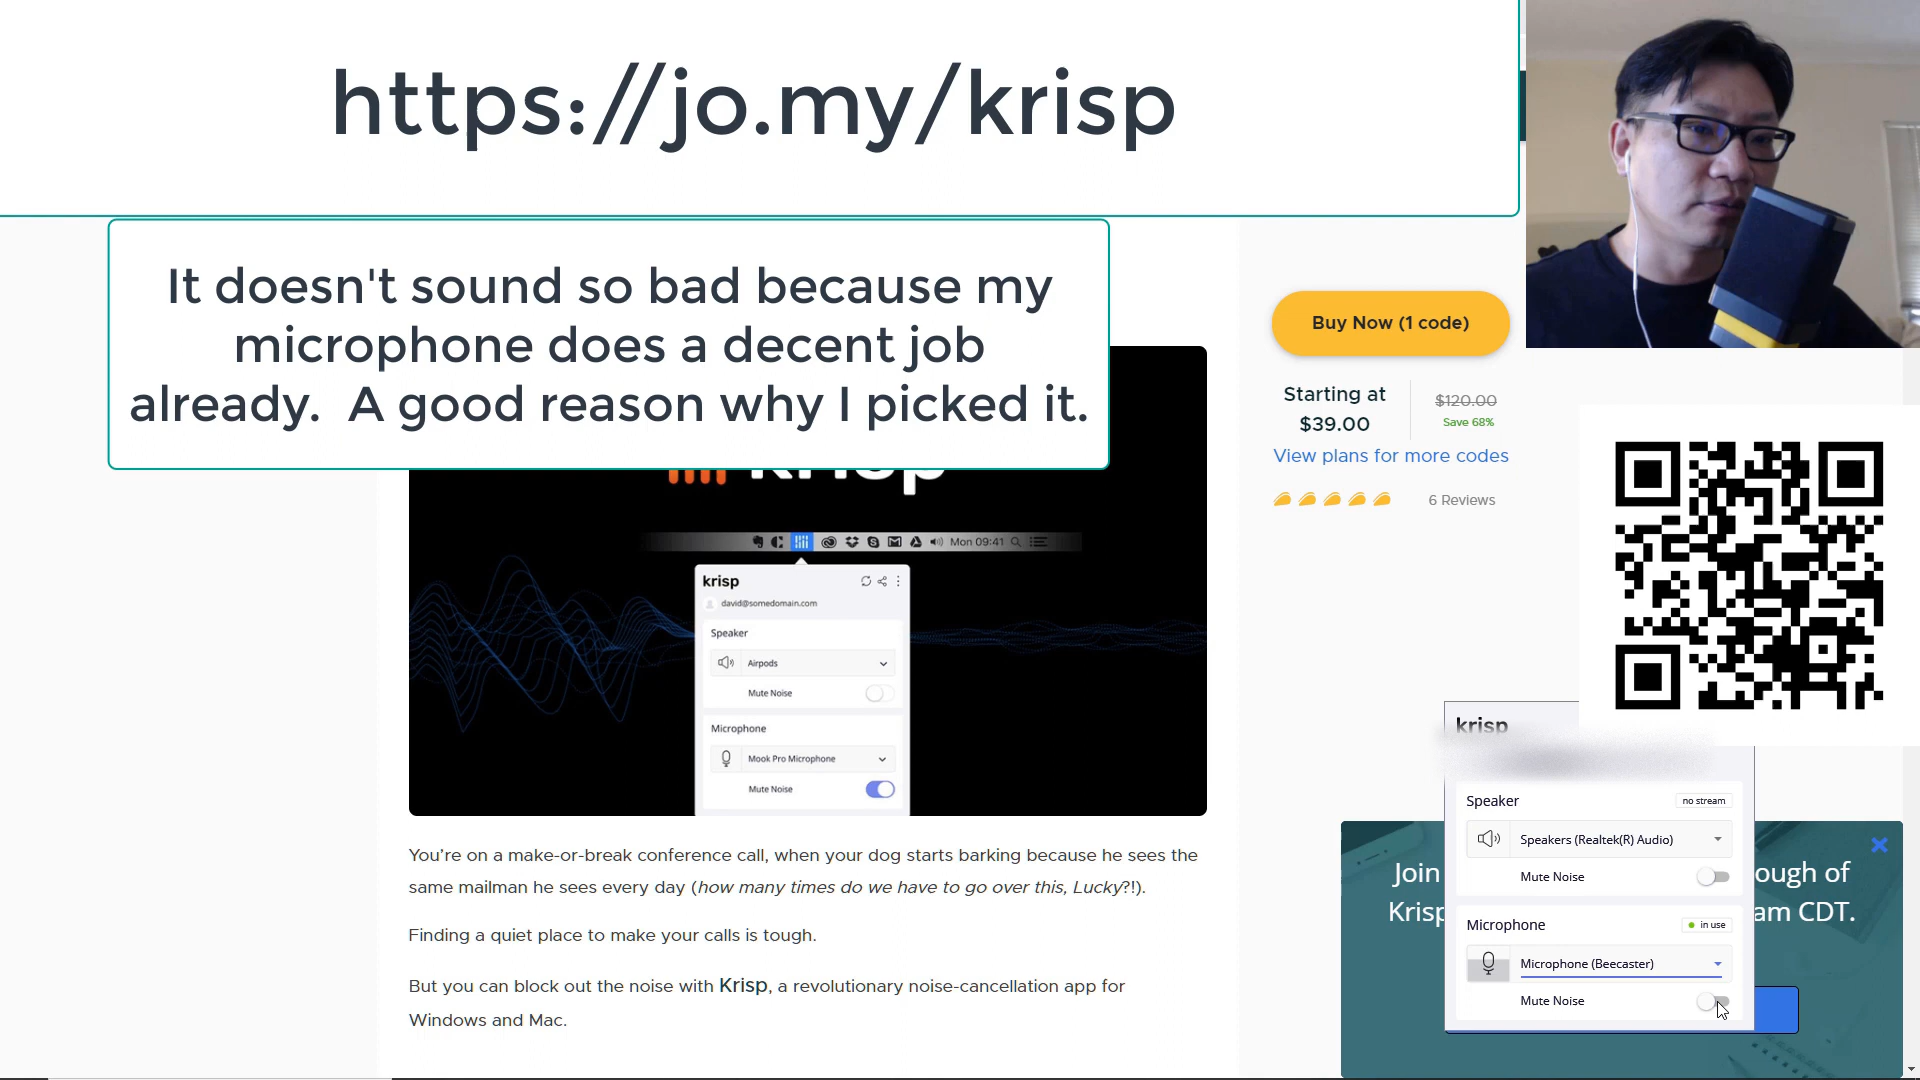 https://jo.my/krisp
It doesn't sound so bad because my
microphone does a decent job
already.  A good reason why I picked it.
Buy Now (1 code)
Starting at
$39.00
$120.00
Save 68%
View plans for more codes
6 Reviews
krisp
Mon 09:41
krisp
david@somedomain.com
Speaker
Airpods
Mute Noise
Microphone
Mook Pro Microphone
Mute Noise
You’re on a make-or-break conference call, when your dog starts barking because he sees the
same mailman he sees every day (how many times do we have to go over this, Lucky?!).
Finding a quiet place to make your calls is tough.
But you can block out the noise with Krisp, a revolutionary noise-cancellation app for
Windows and Mac.
krisp
Speaker
no stream
Speakers (Realtek(R) Audio)
Mute Noise
Microphone
in use
Microphone (Beecaster)
Mute Noise
Join
ough of
Krisp
am CDT.